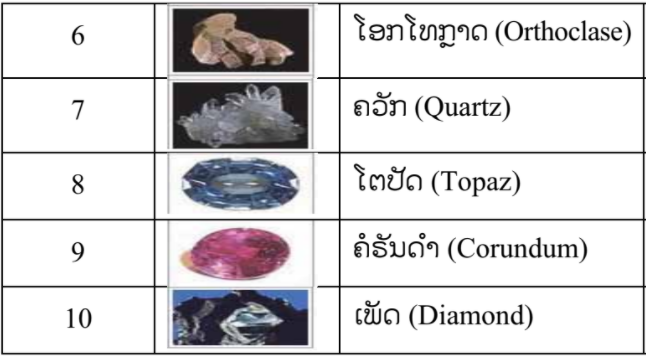 6 ໂອກໂທກຼາດ (Orthoclase)
7 ຄວັກ (Quartz)
8 ໂຕປັດ (Topaz)
9 ຄໍຣັນດຳ (Corundum)
10 ເພັດ (Diamond)